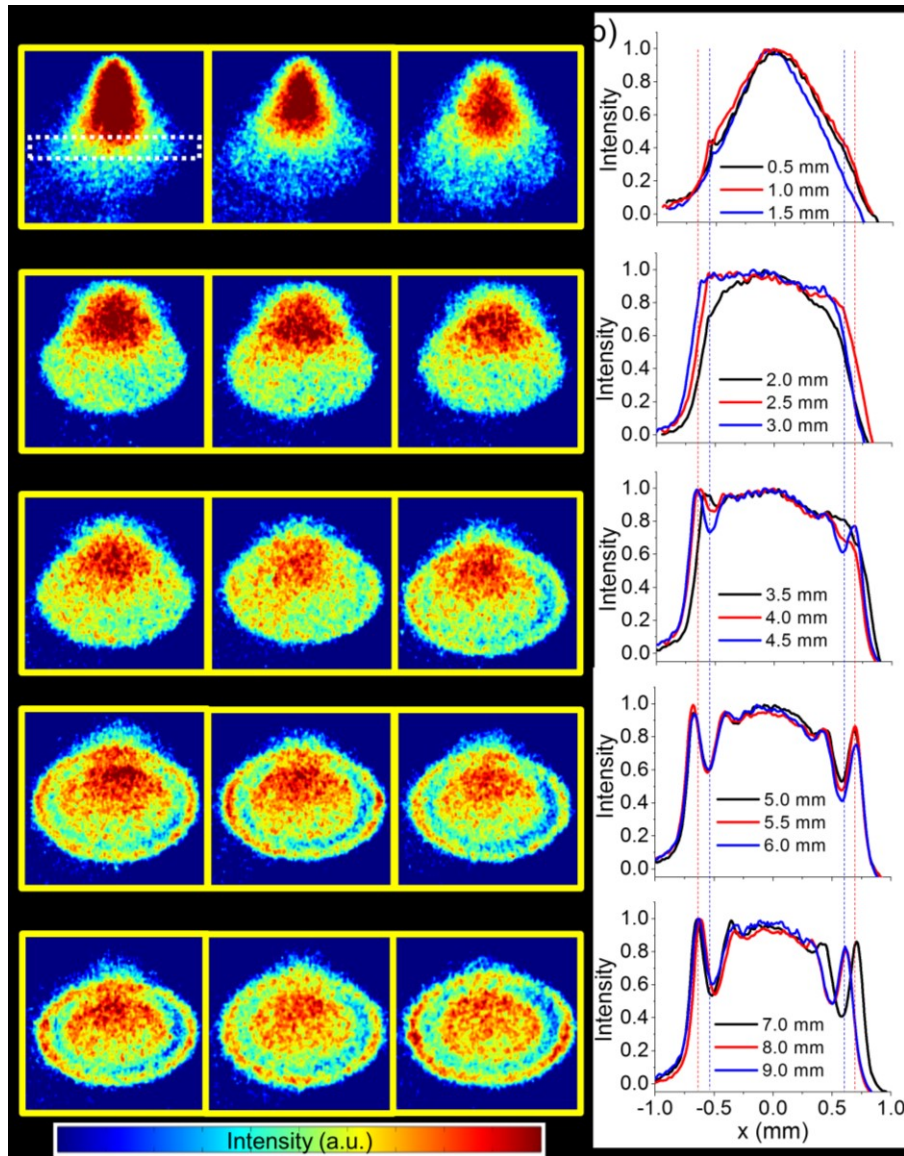 b)
Intensity
1.0
0.8
0.6
0.4
0.2
0.0
0.5 mm
1.0 mm
1.5 mm
Intensity
1.0
0.8
0.6
0.4
0.2
0.0
2.0 mm
2.5 mm
3.0 mm
Intensity
1.0
0.8
0.6
0.4
0.2
0.0
3.5 mm
4.0 mm
4.5 mm
Intensity
1.0
0.8
0.6
0.4
0.2
0.0
5.0 mm
5.5 mm
6.0 mm
Intensity
1.0
0.8
0.6
0.4
0.2
0.0
7.0 mm
8.0 mm
9.0 mm
-1.0 -0.5 0.0 0.5 1.0
x (mm)
Intensity (a.u.)